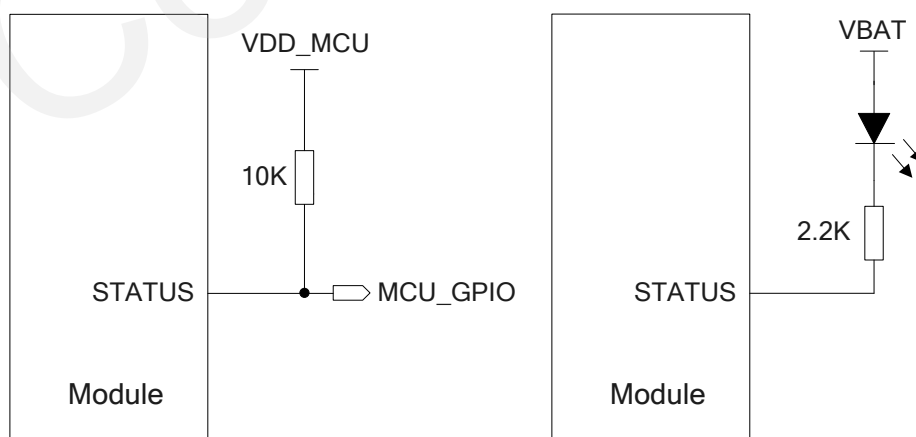 VDD_MCU
10K
STATUS
MCU_GPIO
Module
VBAT
2.2K
STATUS
Module